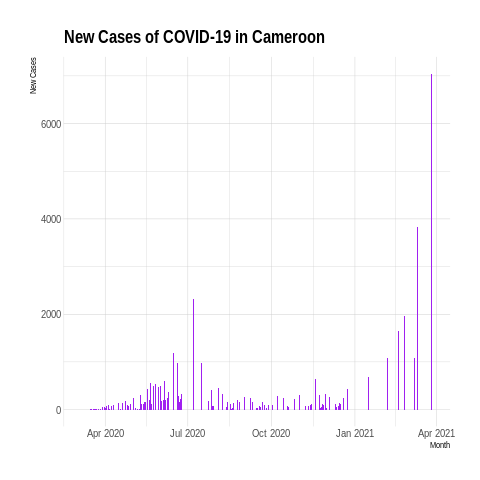 New Cases of COVID-19 in Cameroon
New Cases
6000
4000
2000
0
Apr 2020 Jul 2020 Oct 2020 Jan 2021 Apr 2021
Month